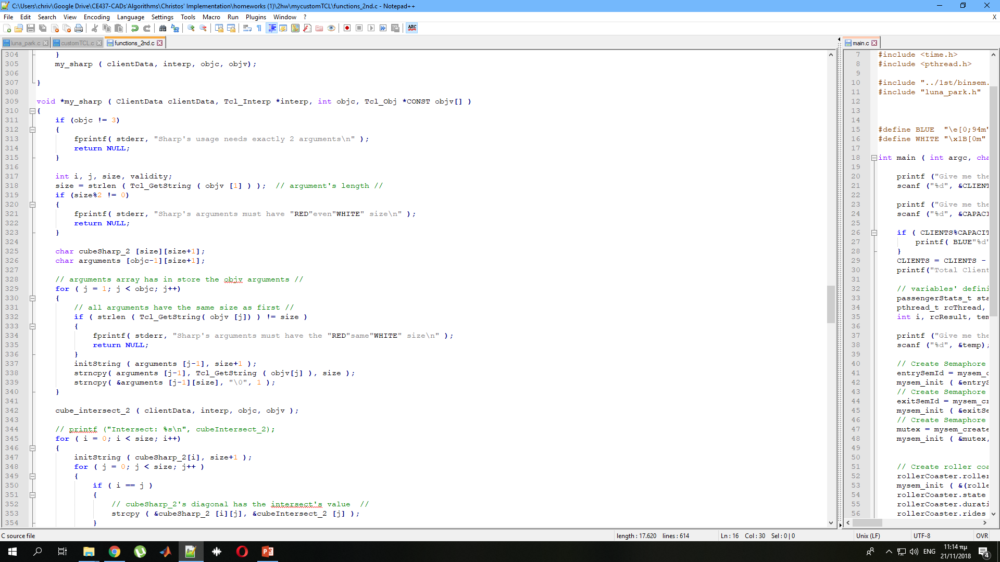 C:\Users\chriv\Google Drive\CE437-CADs'Algorithms\Christos' Implementation\homeworks (1)\2hw\mycustomTCL\functions_2nd.c - Notepad++
File Edit Search View Encoding Language Settings Tools Macro Run Plugins Window ? X
luna_park.c customTCL.c functions_2nd.c
304 }
305 my_sharp ( clientData, interp, objc, objv);
306
307 }
308
309 void *my_sharp ( ClientData clientData, Tcl_Interp *interp, int objc, Tcl_Obj *CONST objv[] )
310 {
311 if (objc != 3)
312 {
313 fprintf( stderr, "Sharp's usage needs exactly 2 arguments\n" );
314 return NULL;
315 }
316
317 int i, j, size, validity;
318 size = strlen ( Tcl_GetString ( objv [1] ) ); // argument's length //
319 if (size%2 != 0)
320 {
321 fprintf( stderr, "Sharp's arguments must have "RED"even"WHITE" size\n" );
322 return NULL;
323 }
324
325 char cubeSharp_2 [size][size+1];
326 char arguments [objc-1][size+1];
327
328 // arguments array has in store the objv arguments //
329 for ( j = 1; j < objc; j++)
330 {
331 // all arguments have the same size as first //
332 if ( strlen ( Tcl_GetString( objv [j]) ) != size )
333 {
334 fprintf( stderr, "Sharp's arguments must have the "RED"same"WHITE" size\n" );
335 return NULL;
336 }
337 initString ( arguments [j-1], size+1 );
338 strncpy( arguments [j-1], Tcl_GetString ( objv[j] ), size );
339 strncpy( &arguments [j-1][size], "\0", 1 );
340 }
341
342 cube_intersect_2 ( clientData, interp, objc, objv );
343
344 // printf ("Intersect: %s\n", cubeIntersect_2);
345 for ( i = 0; i < size; i++)
346 {
347 initString ( cubeSharp_2[i], size+1 );
348 for ( j = 0; j < size; j++ )
349 {
350 if ( i == j )
351 {
352 // cubeSharp_2's diagonal has the intersect's value //
353 strcpy ( &cubeSharp_2 [i][j], &cubeIntersect_2 [j] );
354 }
main.c
7 #include <time.h>
8 #include <pthread.h>
9
10 #include "../1st/binsem.
11 #include "luna_park.h"
12
13
14
15 #define BLUE "\e[0;94m"
16 #define WHITE "\x1B[0m"
17
18 int main ( int argc, cha
19
20 printf ("Give me the
21 scanf ("%d", &CLIENT
22
23 printf ("Give me the
24 scanf ("%d", &CAPACI
25
26 if ( CLIENTS%CAPACIT
27 printf( BLUE"%d"
28 }
29 CLIENTS = CLIENTS -
30 printf("Total Client
31
32 // variables' defini
33 passengerStats_t sta
34 pthread_t rcThread,
35 int i, rcResult, tem
36
37 printf ("Give me the
38 scanf ("%d", &temp);
39
40 // Create Semaphore
41 entrySemId = mysem_c
42 mysem_init ( &entryS
43 // Create Semaphore
44 exitSemId = mysem_cr
45 mysem_init ( &exitSe
46 // Create Semaphore
47 mutex = mysem_create
48 mysem_init ( &mutex,
49
50
51 // Create roller coa
52 rollerCoaster.roller
53 mysem_init ( &(rolle
54 rollerCoaster.state
55 rollerCoaster.durati
56 rollerCoaster.rides
C source file length : 17.620 lines : 614 Ln : 16 Col : 30 Sel : 0 | 0 Unix (LF) UTF-8 OVR
ENG 11:14 πμ
21/11/2018 4